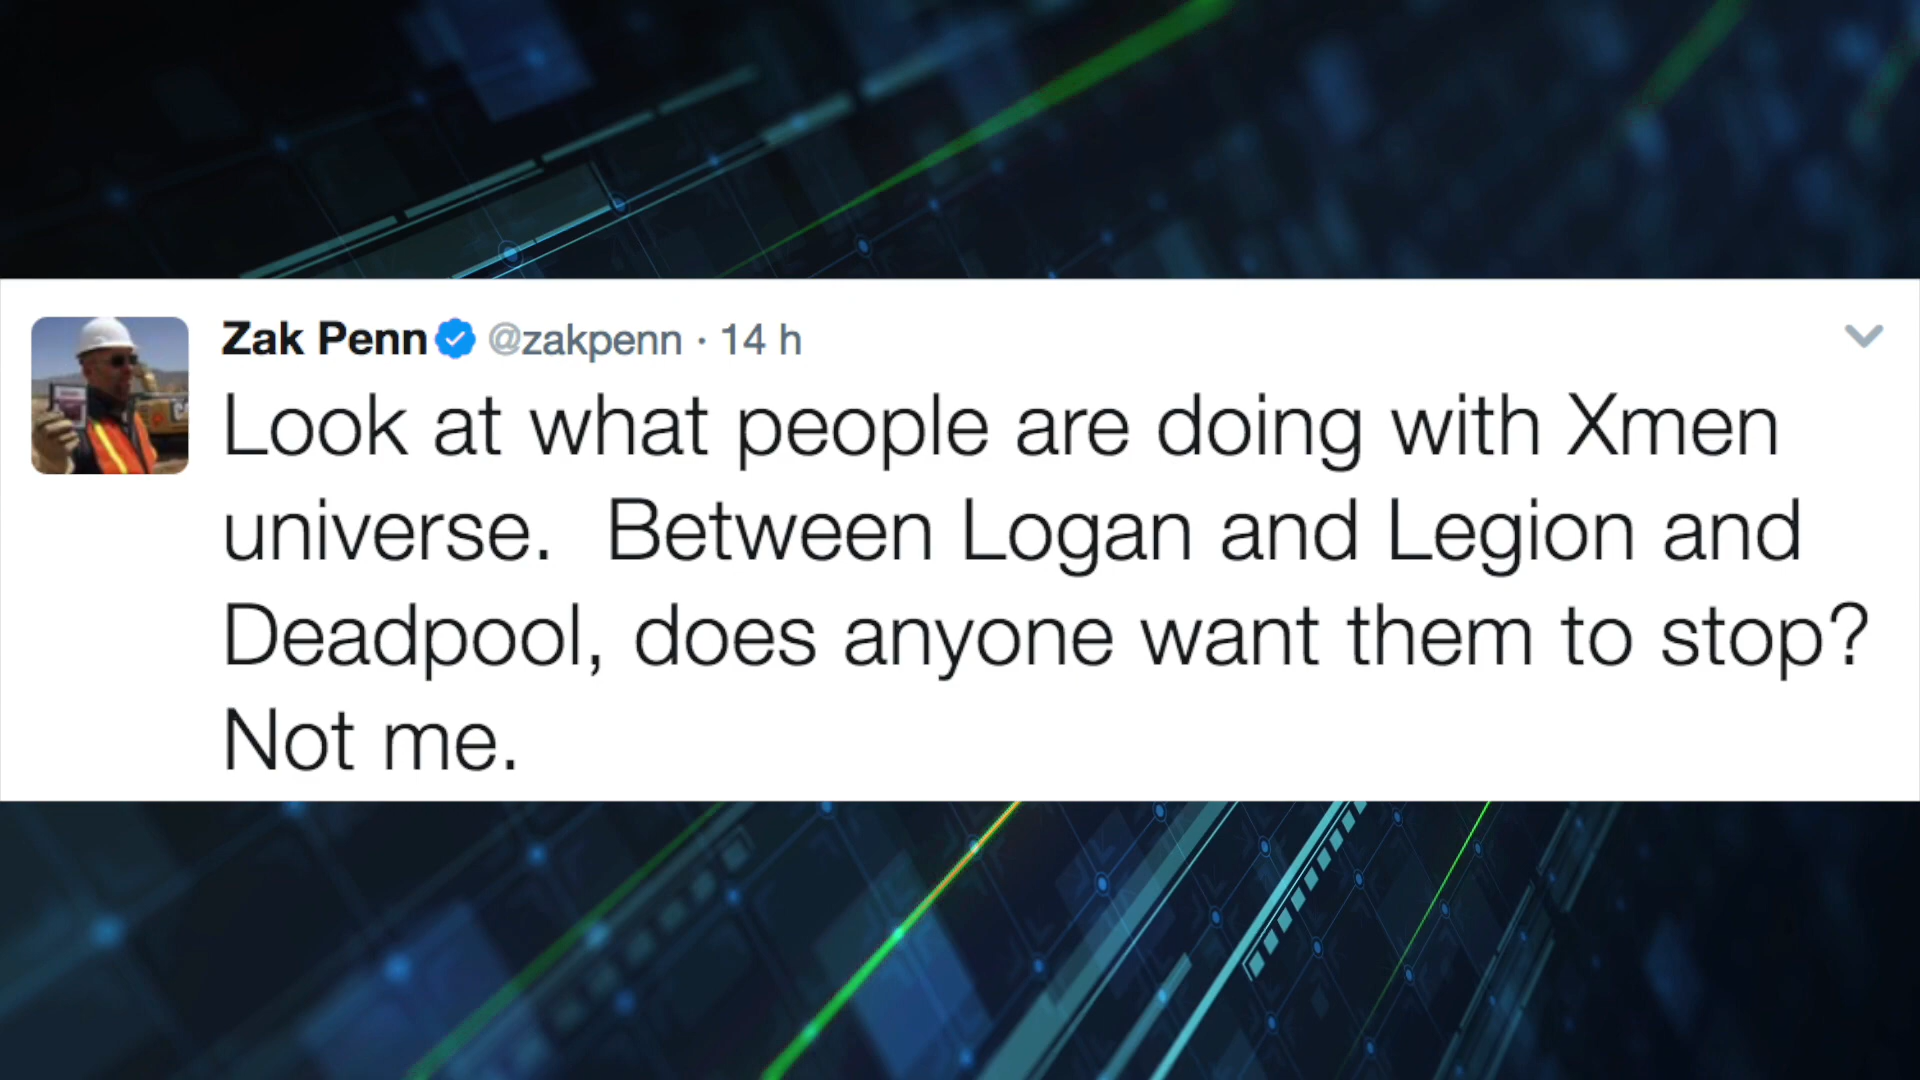 Zak Penn @zakpenn · 14 h
Look at what people are doing with Xmen
universe. Between Logan and Legion and
Deadpool, does anyone want them to stop?
Not me.